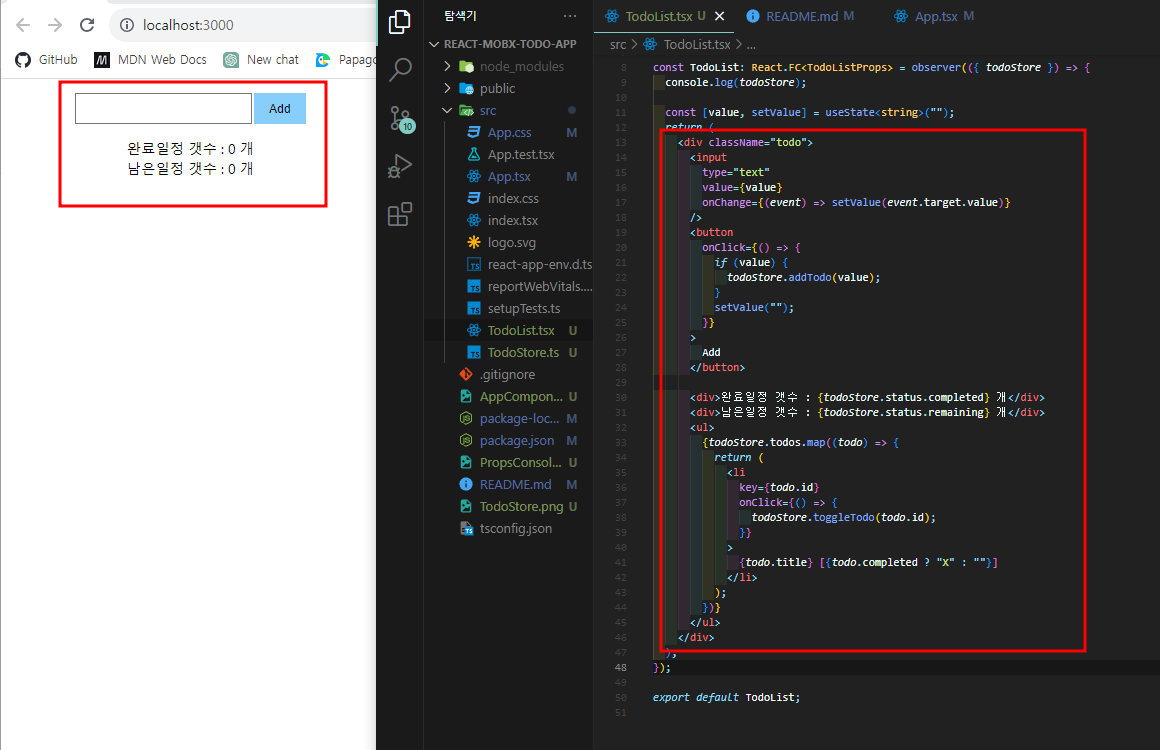 localhost:3000
GitHub
MDN Web Docs
New chat
Papago
Add
완료일정 갯수 : 0 개
남은일정 갯수 : 0 개
탐색기
REACT-MOBX-TODO-APP
node_modules
public
src
App.css M
App.test.tsx
App.tsx M
index.css
index.tsx
logo.svg
react-app-env.d.ts
reportWebVitals....
setupTests.ts
TodoList.tsx U
TodoStore.ts U
.gitignore
AppCompon... U
package-loc... M
package.json M
PropsConsol... U
README.md M
TodoStore.png U
tsconfig.json
10
TodoList.tsx U
README.md M
App.tsx M
src > TodoList.tsx > ...
8 const TodoList: React.FC<TodoListProps> = observer(({ todoStore }) => {
9 console.log(todoStore);
10
11 const [value, setValue] = useState<string>("");
12 return (
13 <div className="todo">
14 <input
15 type="text"
16 value={value}
17 onChange={(event) => setValue(event.target.value)}
18 />
19 <button
20 onClick={() => {
21 if (value) {
22 todoStore.addTodo(value);
23 }
24 setValue("");
25 }}
26 >
27 Add
28 </button>
29
30 <div>완료일정 갯수 : {todoStore.status.completed} 개</div>
31 <div>남은일정 갯수 : {todoStore.status.remaining} 개</div>
32 <ul>
33 {todoStore.todos.map((todo) => {
34 return (
35 <li
36 key={todo.id}
37 onClick={() => {
38 todoStore.toggleTodo(todo.id);
39 }}
40 >
41 {todo.title} [{todo.completed ? "X" : ""}]
42 </li>
43 );
44 })}
45 </ul>
46 </div>
47 );
48 });
49
50 export default TodoList;
51